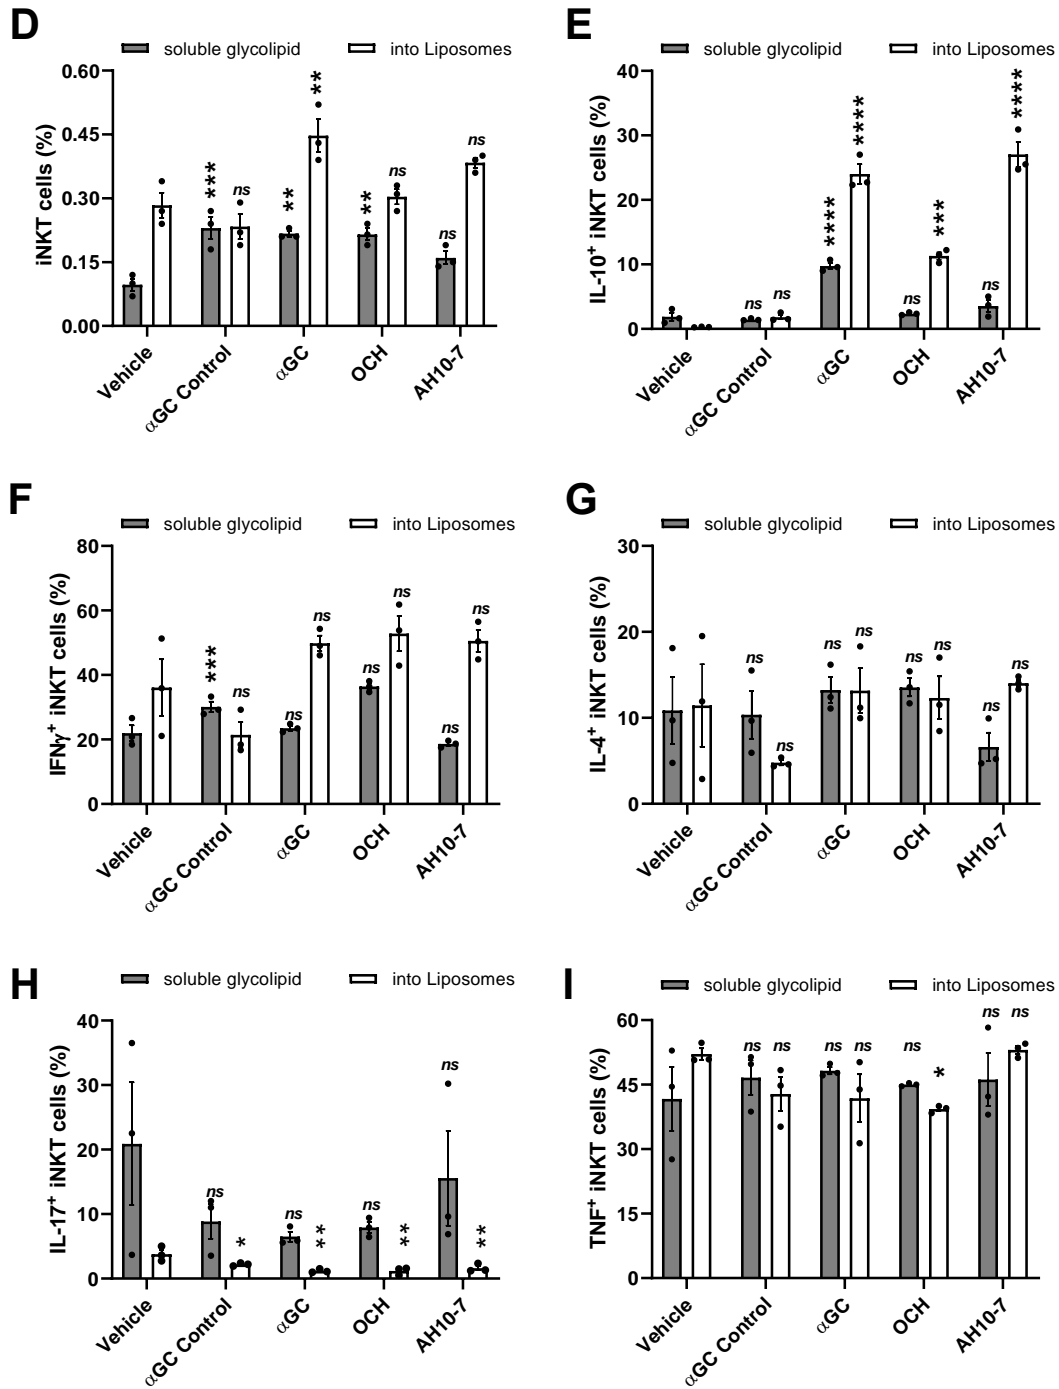 D
soluble glycolipid into Liposomes
iNKT cells (%)
0.60
0.45
0.30
0.15
0.00
*** ns ** ** ** ns ns ns
Vehicle αGC Control αGC OCH AH10-7
E
soluble glycolipid into Liposomes
IL-10+ iNKT cells (%)
40
30
20
10
0
ns ns **** **** ns *** ns ****
Vehicle αGC Control αGC OCH AH10-7
F
soluble glycolipid into Liposomes
IFNγ+ iNKT cells (%)
80
60
40
20
0
*** ns ns ns ns ns ns ns
Vehicle αGC Control αGC OCH AH10-7
G
soluble glycolipid into Liposomes
IL-4+ iNKT cells (%)
30
20
10
0
ns ns ns ns ns ns ns ns
Vehicle αGC Control αGC OCH AH10-7
H
soluble glycolipid into Liposomes
IL-17+ iNKT cells (%)
40
30
20
10
0
ns * ns ** ns ** ns **
Vehicle αGC Control αGC OCH AH10-7
I
soluble glycolipid into Liposomes
TNF+ iNKT cells (%)
60
45
30
15
0
ns ns ns ns ns * ns ns
Vehicle αGC Control αGC OCH AH10-7